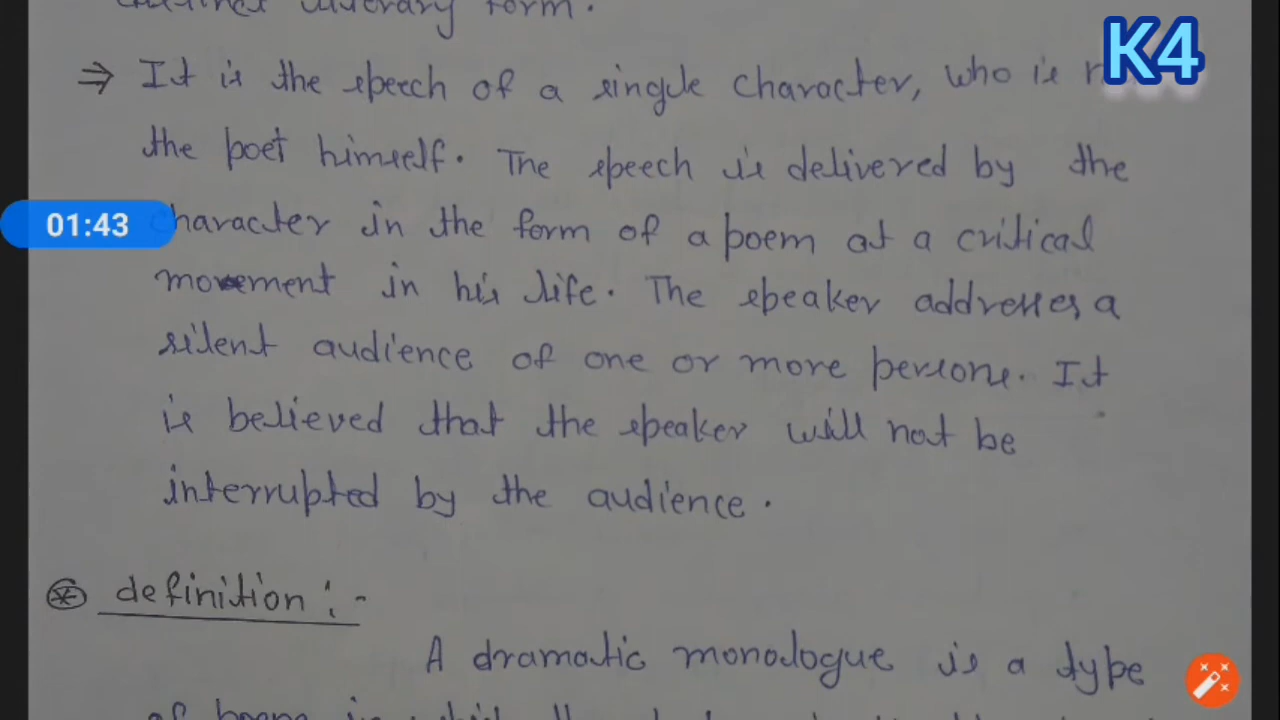 literary form.
⇒ It is the speech of a single character, who is
K4
the poet himself. The speech is delivered by the
01:43
character in the form of a poem at a critical
movement in his life. The speaker addresses a
silent audience of one or more persons. It
is believed that the speaker will not be
interrupted by the audience.
definition :-
A dramatic monologue is a type